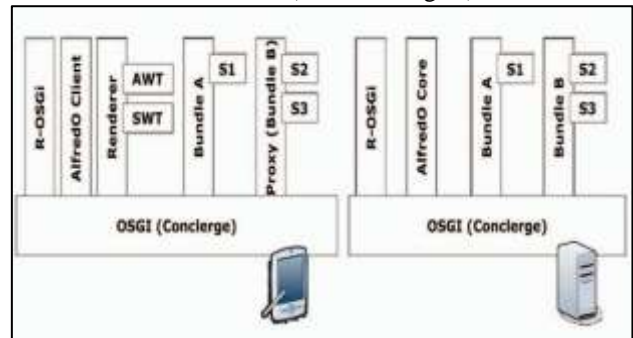 R-OSGi
AlfredO Client
Renderer
AWT
SWT
Bundle A
S1
Proxy (Bundle B)
S2
S3
OSGI (Concierge)
R-OSGi
AlfredO Core
Bundle A
S1
Bundle B
S2
S3
OSGI (Concierge)